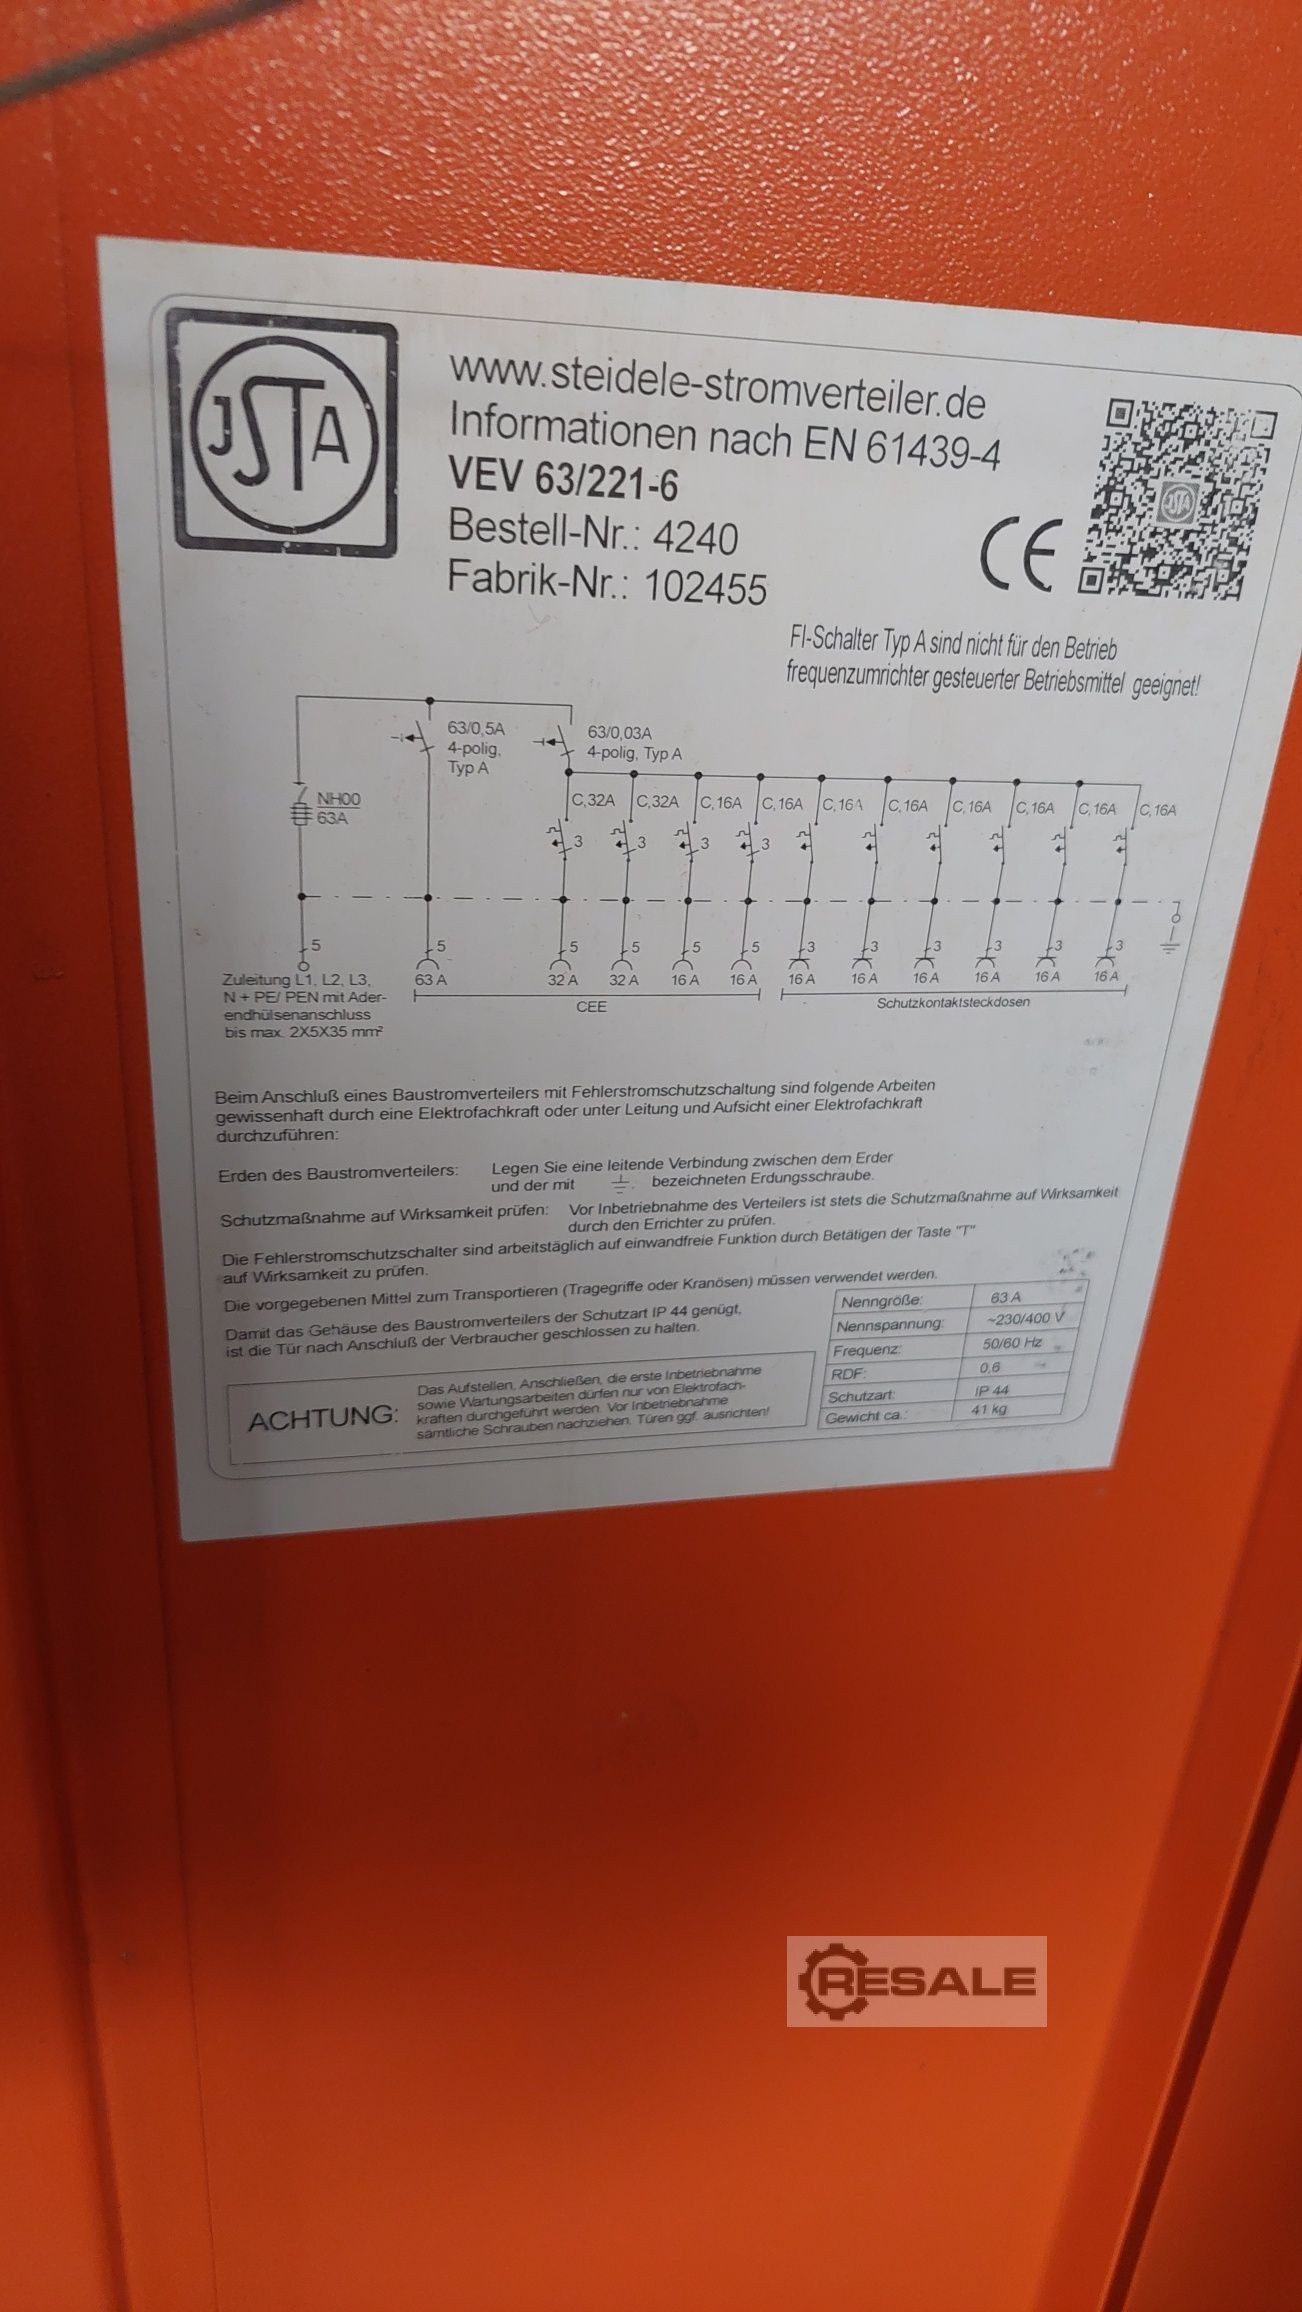 JSTA
www.steidele-stromverteiler.de
Informationen nach EN 61439-4
VEV 63/221-6
Bestell-Nr.: 4240
Fabrik-Nr.: 102455
CE
FI-Schalter Typ A sind nicht für den Betrieb
frequenzumrichter gesteuerter Betriebsmittel geeignet!
63/0,5A
4-polig,
Typ A
63/0,03A
4-polig, Typ A
NH00
63A
C,32A C,32A C,16A C,16A C,16A C,16A C,16A C,16A C,16A C,16A
3 3 3 3
5 5 5 5 5 5 3 3 3 3 3 3
63 A 32 A 32 A 16 A 16 A 16 A 16 A 16 A 16 A 16 A 16 A
Zuleitung L1, L2, L3,
N + PE/ PEN mit Ader-
endhülsenanschluss
bis max. 2X5X35 mm²
CEE
Schutzkontaktsteckdosen
Beim Anschluß eines Baustromverteilers mit Fehlerstromschutzschaltung sind folgende Arbeiten
gewissenhaft durch eine Elektrofachkraft oder unter Leitung und Aufsicht einer Elektrofachkraft
durchzuführen:
Erden des Baustromverteilers: Legen Sie eine leitende Verbindung zwischen dem Erder
und der mit bezeichneten Erdungsschraube.
Schutzmaßnahme auf Wirksamkeit prüfen: Vor Inbetriebnahme des Verteilers ist stets die Schutzmaßnahme auf Wirksamkeit
durch den Errichter zu prüfen.
Die Fehlerstromschutzschalter sind arbeitstäglich auf einwandfreie Funktion durch Betätigen der Taste "T"
auf Wirksamkeit zu prüfen.
Die vorgegebenen Mittel zum Transportieren (Tragegriffe oder Kranösen) müssen verwendet werden.
Damit das Gehäuse des Baustromverteilers der Schutzart IP 44 genügt,
ist die Tür nach Anschluß der Verbraucher geschlossen zu halten.
ACHTUNG:
Das Aufstellen, Anschließen, die erste Inbetriebnahme
sowie Wartungsarbeiten dürfen nur von Elektrofach-
kräften durchgeführt werden. Vor Inbetriebnahme
sämtliche Schrauben nachziehen, Türen ggf. ausrichten!
Nenngröße: 63 A
Nennspannung: ~230/400 V
Frequenz: 50/60 Hz
RDF: 0,6
Schutzart: IP 44
Gewicht ca.: 41 kg
RESALE